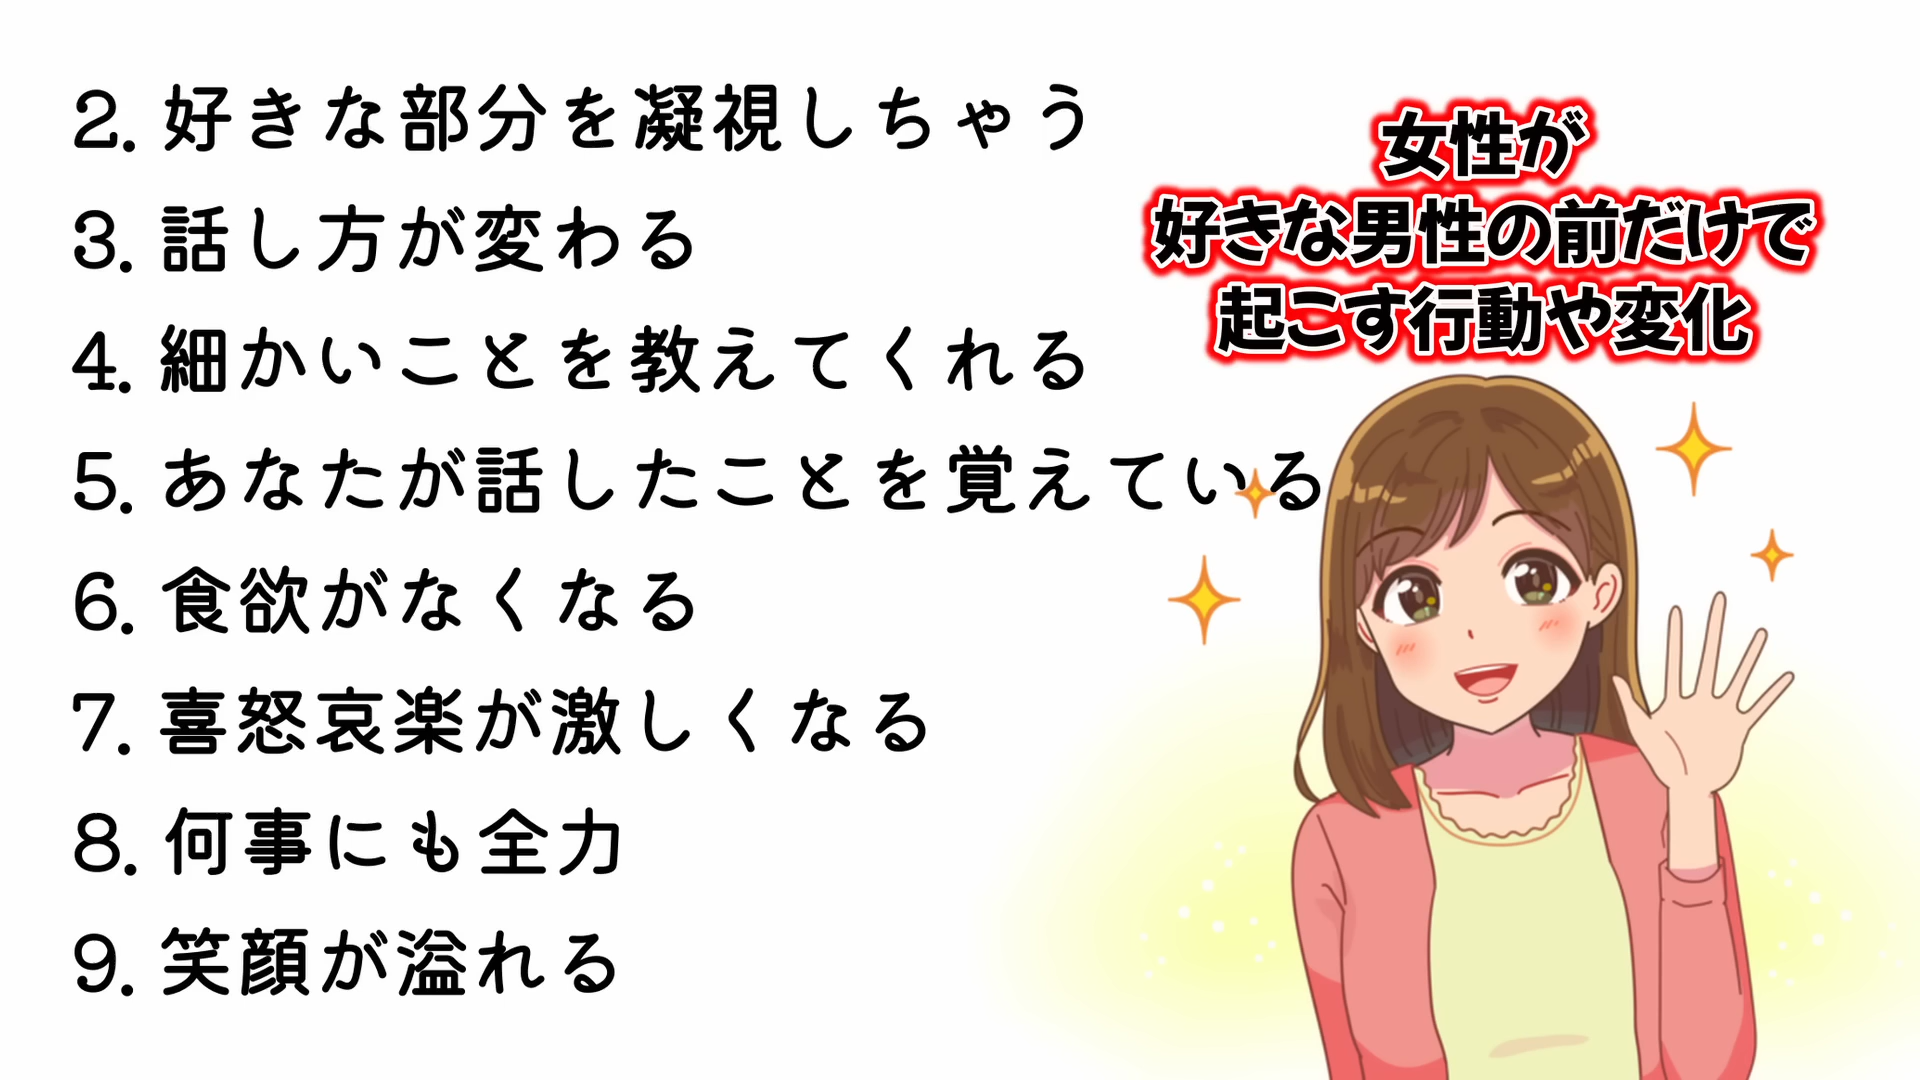 女性が
好きな男性の前だけで
起こす行動や変化
2. 好きな部分を凝視しちゃう
3. 話し方が変わる
4. 細かいことを教えてくれる
5. あなたが話したことを覚えている
6. 食欲がなくなる
7. 喜怒哀楽が激しくなる
8. 何事にも全力
9. 笑顔が溢れる